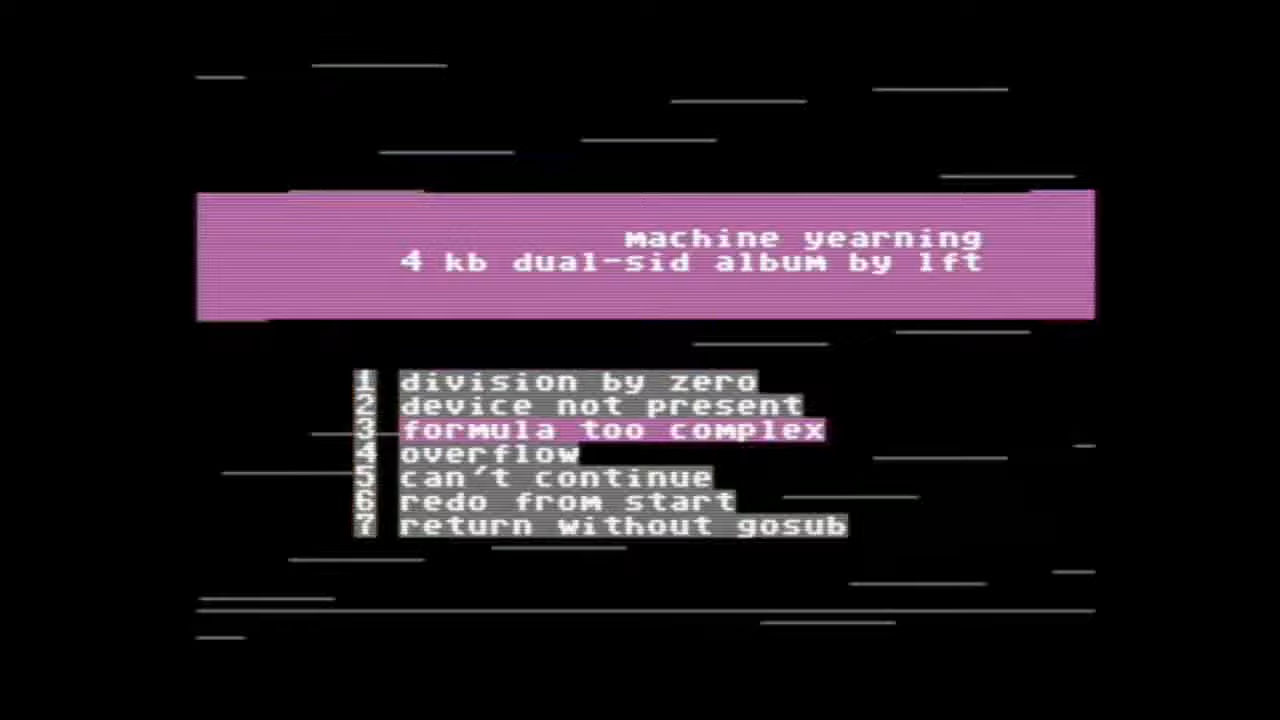 machine yearning
4 kb dual-sid album by lft
1 division by zero
2 device not present
3 formula too complex
4 overflow
5 can't continue
6 redo from start
7 return without gosub